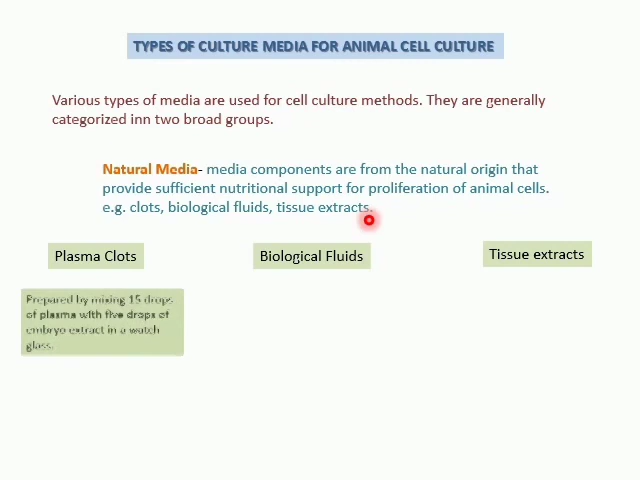 TYPES OF CULTURE MEDIA FOR ANIMAL CELL CULTURE
Various types of media are used for cell culture methods. They are generally
categorized inn two broad groups.
Natural Media- media components are from the natural origin that
provide sufficient nutritional support for proliferation of animal cells.
e.g. clots, biological fluids, tissue extracts.
Plasma Clots
Biological Fluids
Tissue extracts
Prepared by mixing 15 drops
of plasma with five drops of
embryo extract in a watch
glass.